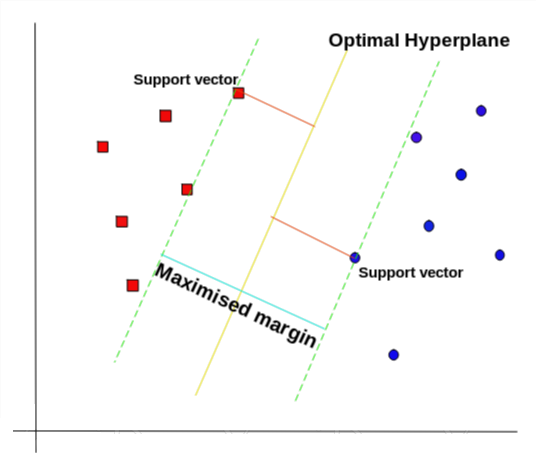 Optimal Hyperplane
Support vector
Support vector
Maximised margin